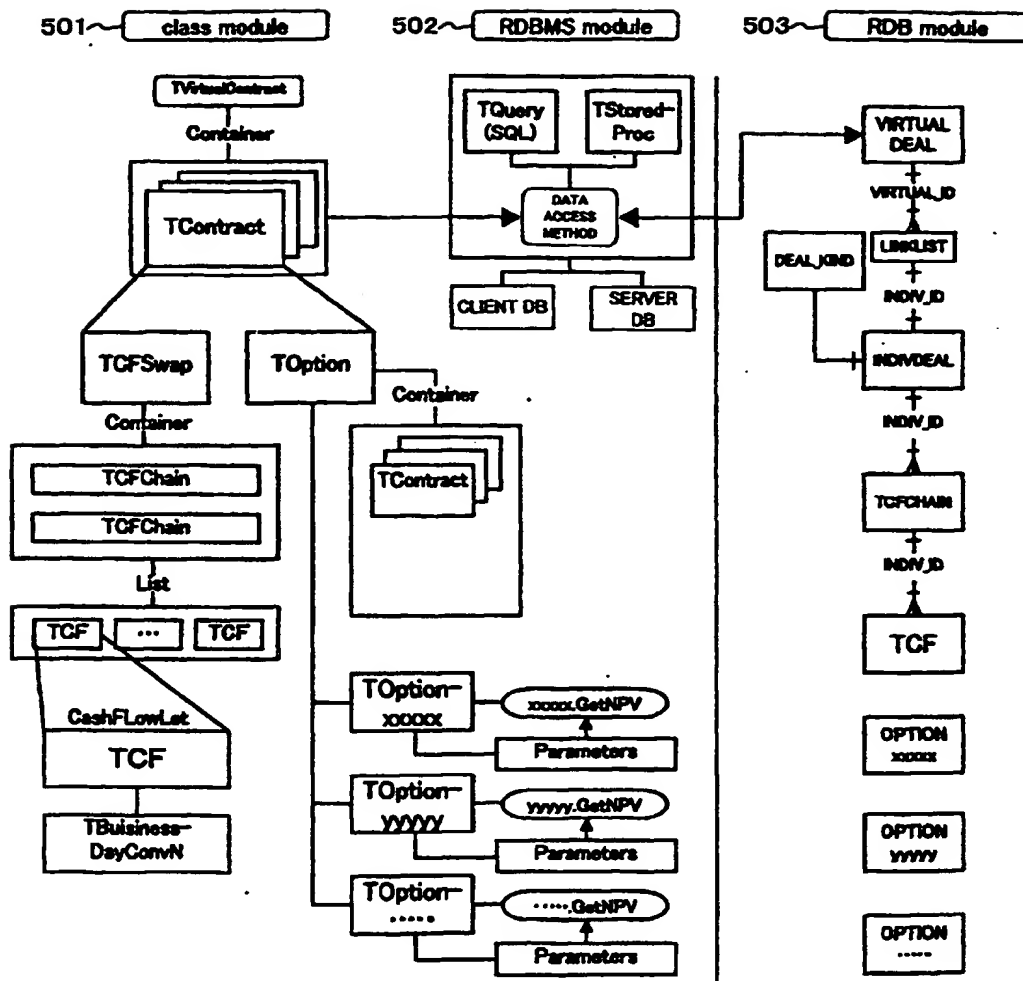 501
class module
502
RDBMS module
503
RDB module
TVirtualContract
Container
TContract
TQuery
(SQL)
TStored-
Proc
DATA
ACCESS
METHOD
CLIENT DB
SERVER
DB
VIRTUAL
DEAL
VIRTUAL_ID
LINKLIST
DEAL_KIND
INDIV_ID
INDIVDEAL
INDIV_ID
TCFCHAIN
INDIV_ID
TCF
TCFSwap
TOption
Container
Container
TCFChain
TCFChain
TContract
List
TCF
...
TCF
CashFLowLet
TCF
TBuisiness-
DayConvN
TOption-
xxxxx
xxxxx.GetNPV
Parameters
TOption-
yyyyy
yyyyy.GetNPV
Parameters
TOption-
.....
.....GetNPV
Parameters
OPTION
xxxxx
OPTION
yyyyy
OPTION
.....